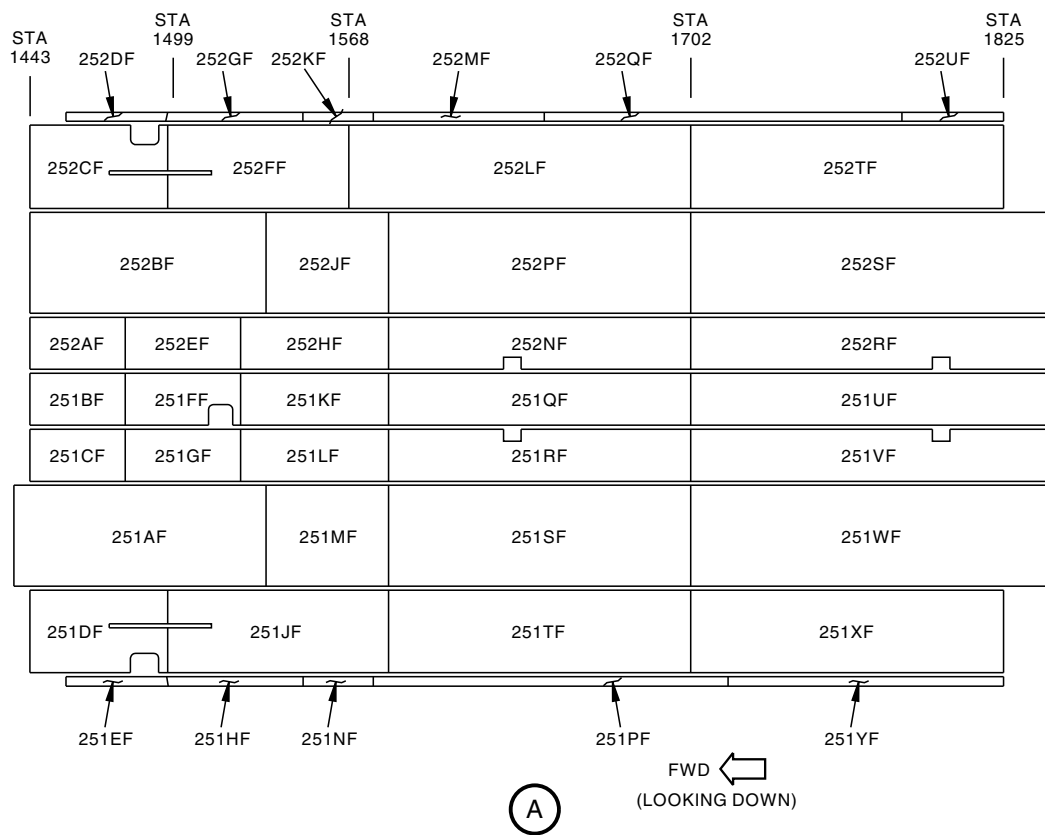 STA
1443
STA
1499
STA
1568
STA
1702
STA
1825
252DF
252GF
252KF
252MF
252QF
252UF
252CF
252FF
252LF
252TF
252BF
252JF
252PF
252SF
252AF
252EF
252HF
252NF
252RF
251BF
251FF
251KF
251QF
251UF
251CF
251GF
251LF
251RF
251VF
251AF
251MF
251SF
251WF
251DF
251JF
251TF
251XF
251EF
251HF
251NF
251PF
251YF
FWD
(LOOKING DOWN)
A